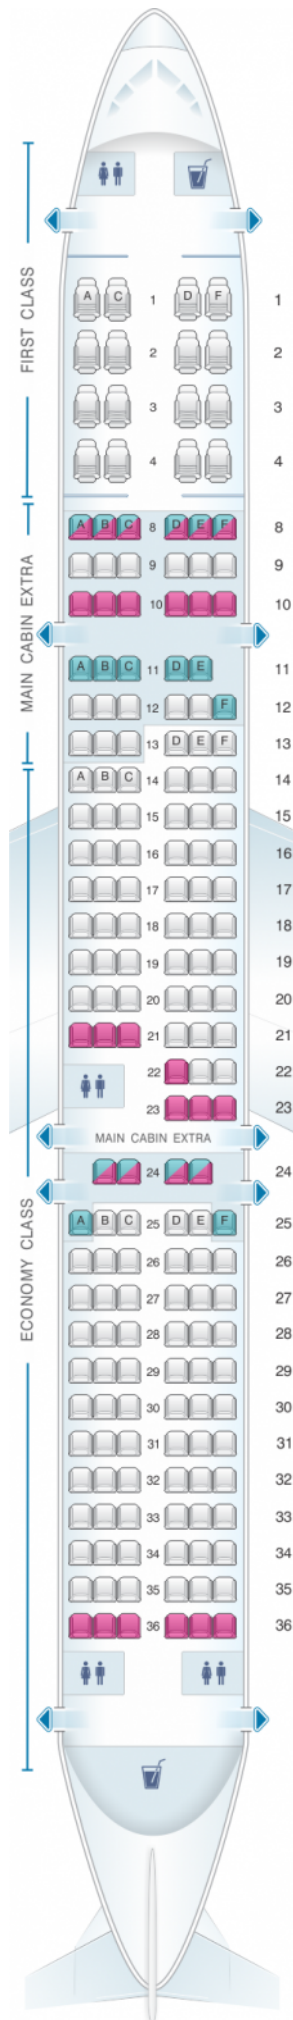 FIRST CLASS
A C D F
1 1
2 2
3 3
4 4
MAIN CABIN EXTRA
A B C 8 D E F 8
9 9
10 10
A B C 11 D E 11
12 F 12
13 D E F 13
A B C 14 14
15 15
16 16
17 17
18 18
19 19
20 20
21 21
22 22
23 23
MAIN CABIN EXTRA
24 24
ECONOMY CLASS
A B C 25 D E F 25
26 26
27 27
28 28
29 29
30 30
31 31
32 32
33 33
34 34
35 35
36 36